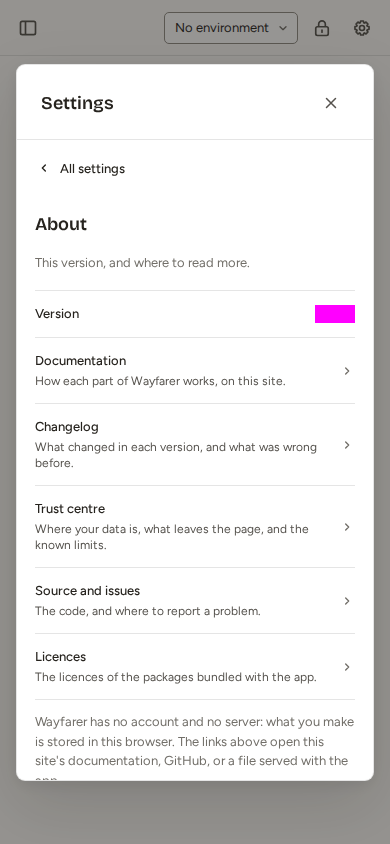 No environment
Settings
All settings
About
This version, and where to read more.
Version
Documentation
How each part of Wayfarer works, on this site.
Changelog
What changed in each version, and what was wrong
before.
Trust centre
Where your data is, what leaves the page, and the
known limits.
Source and issues
The code, and where to report a problem.
Licences
The licences of the packages bundled with the app.
Wayfarer has no account and no server: what you make
is stored in this browser. The links above open this
site's documentation, GitHub, or a file served with the